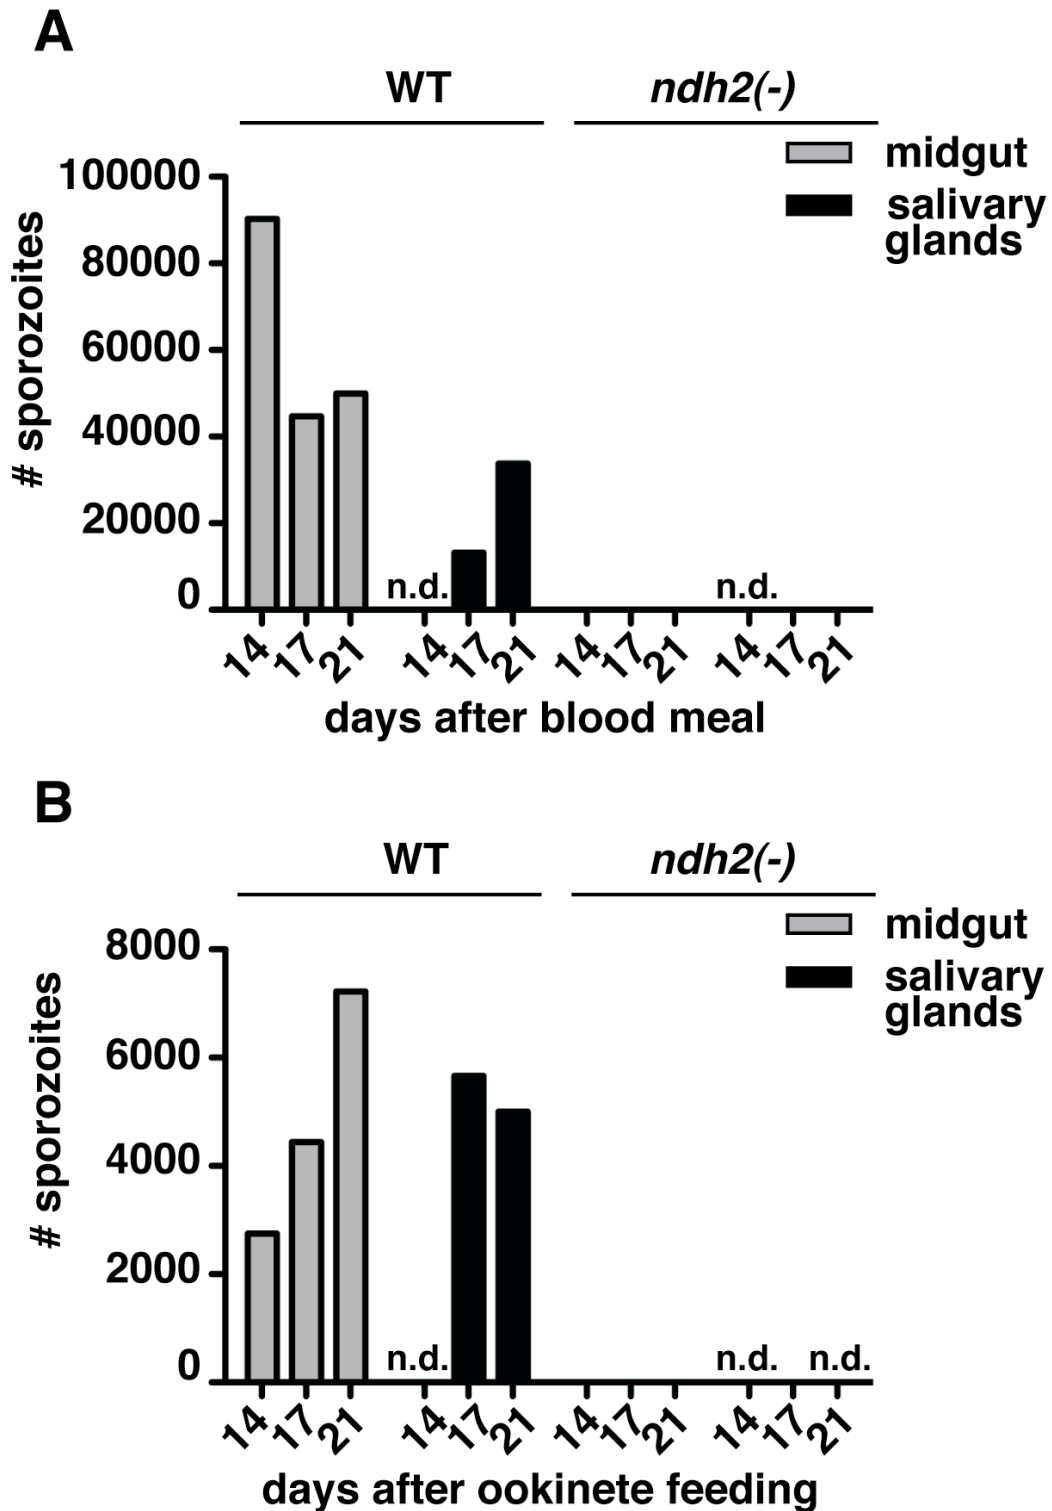 A
WT ndh2(-)
midgut
salivary
glands
# sporozoites
100000
80000
60000
40000
20000
0
n.d. n.d.
14 17 21 14 17 21 14 17 21 14 17 21
days after blood meal
B
WT ndh2(-)
midgut
salivary
glands
# sporozoites
8000
6000
4000
2000
0
n.d. n.d. n.d.
14 17 21 14 17 21 14 17 21 14 17 21
days after ookinete feeding